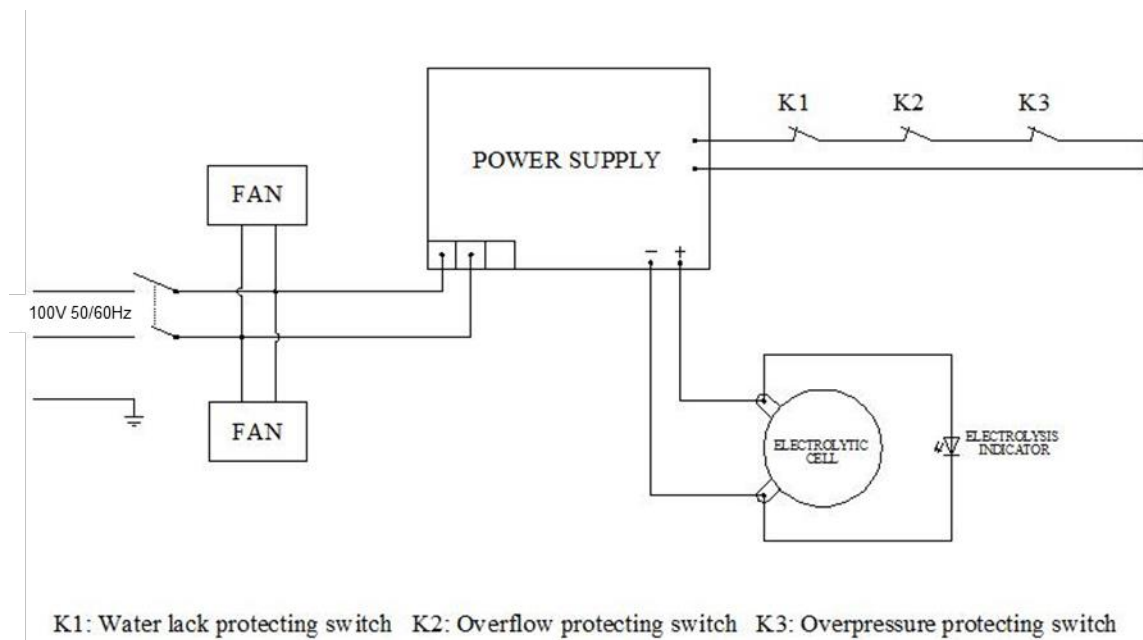 K1 K2 K3
POWER SUPPLY
FAN
− +
100V 50/60Hz
FAN
ELECTROLYTIC
CELL
ELECTROLYSIS
INDICATOR
K1: Water lack protecting switch K2: Overflow protecting switch K3: Overpressure protecting switch